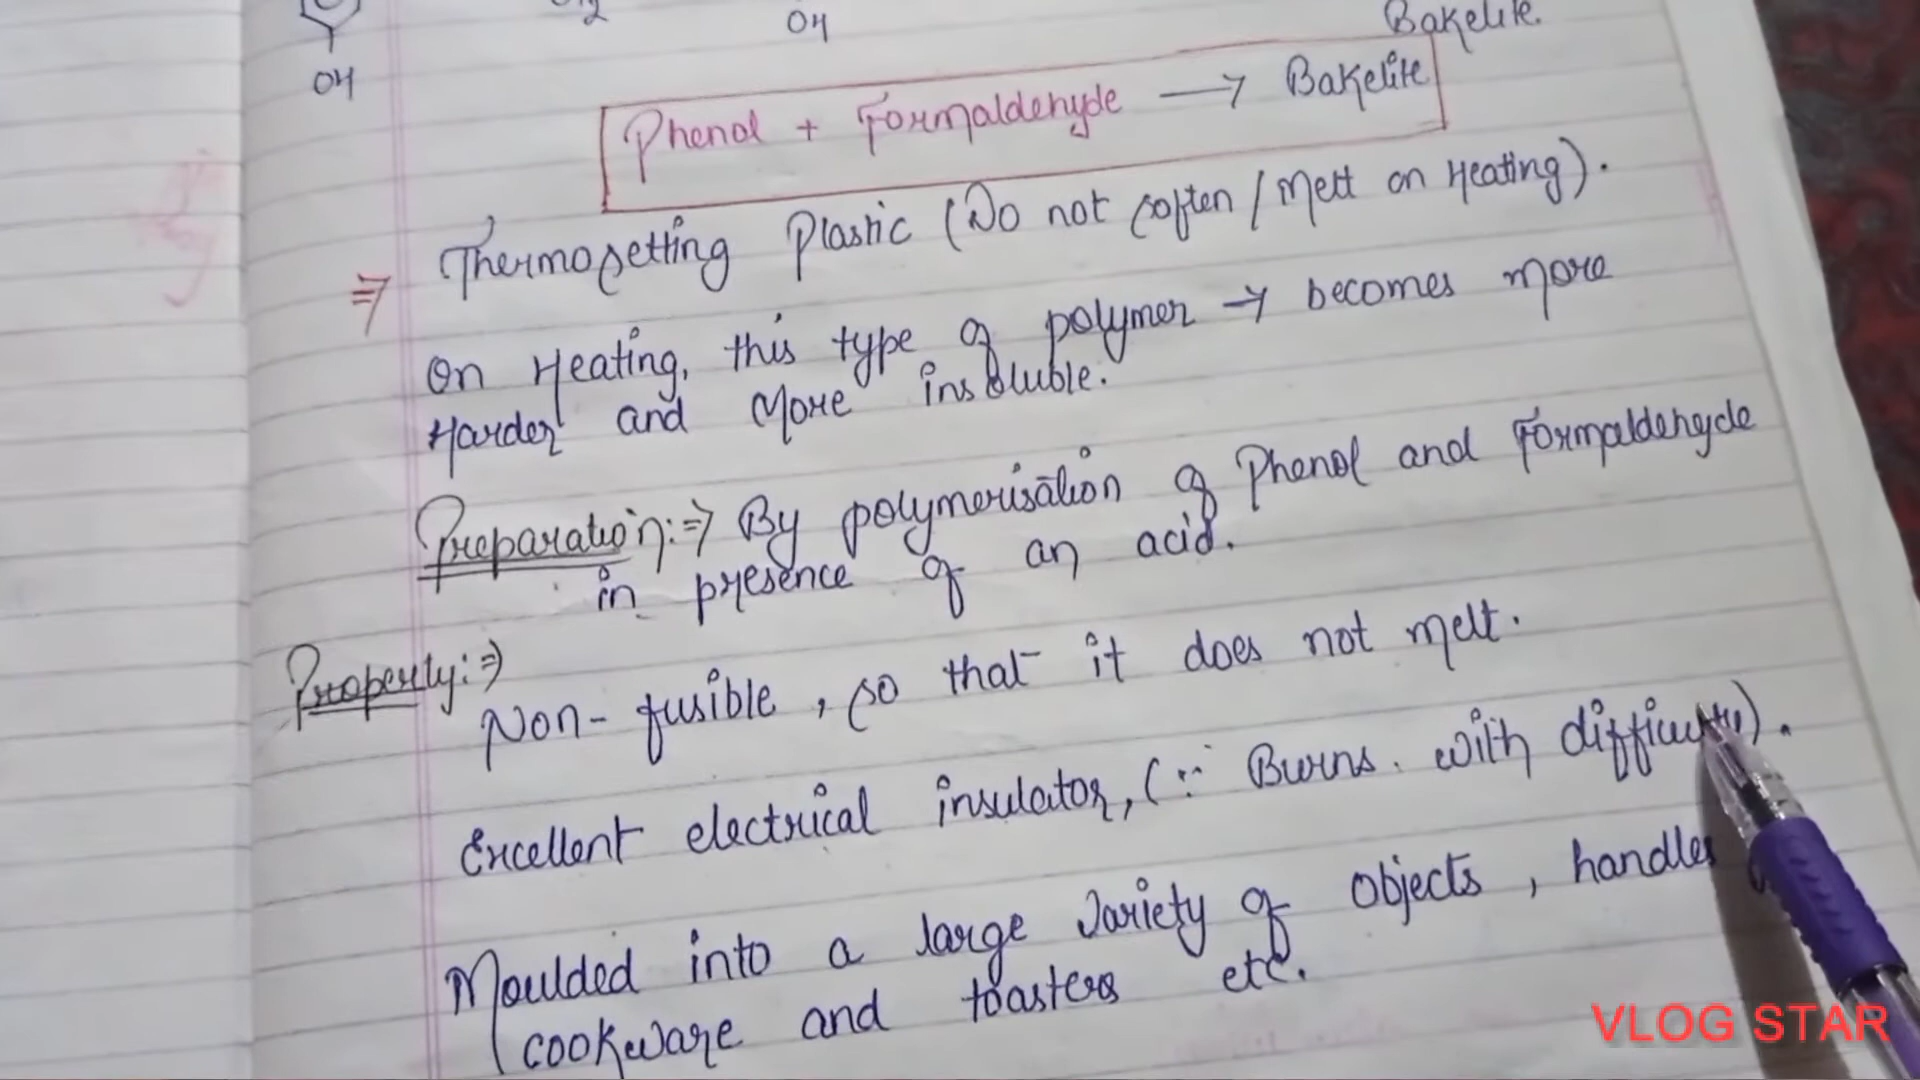 OH
OH
Bakelite.
Phenol + Formaldehyde → Bakelite
⇒ Thermosetting Plastic (Do not soften / Melt on Heating).
On Heating, this type of polymer → becomes more
Harder and More insoluble.
Preparation:⇒ By polymerisation of Phenol and Formaldehyde
in presence of an acid.
Property:⇒
Non-fusible, so that it does not melt.
Excellent electrical insulator, (∵ Burns. with difficulty).
Moulded into a large variety of objects, handles
cookware and toasters etc.
VLOG STAR